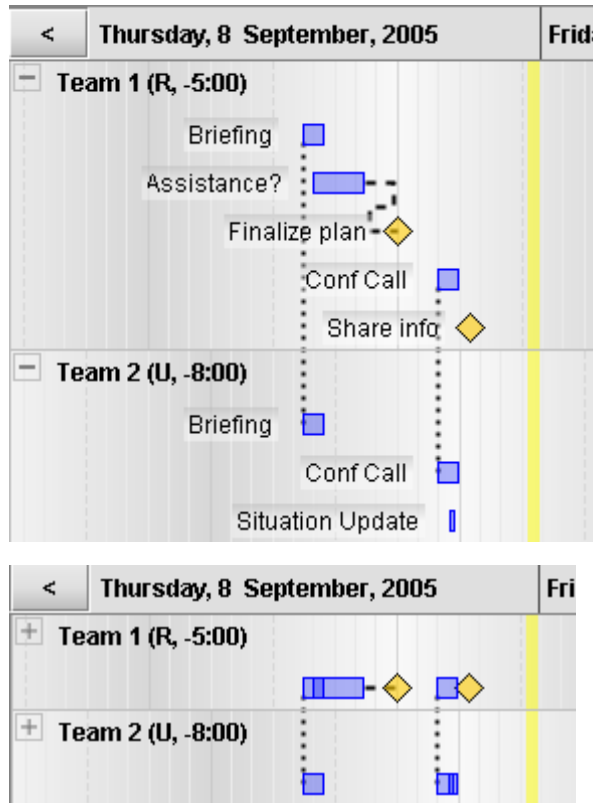 < Thursday, 8 September, 2005 Frid
Team 1 (R, -5:00)
Briefing
Assistance?
Finalize plan
Conf Call
Share info
Team 2 (U, -8:00)
Briefing
Conf Call
Situation Update
< Thursday, 8 September, 2005 Fri
Team 1 (R, -5:00)
Team 2 (U, -8:00)